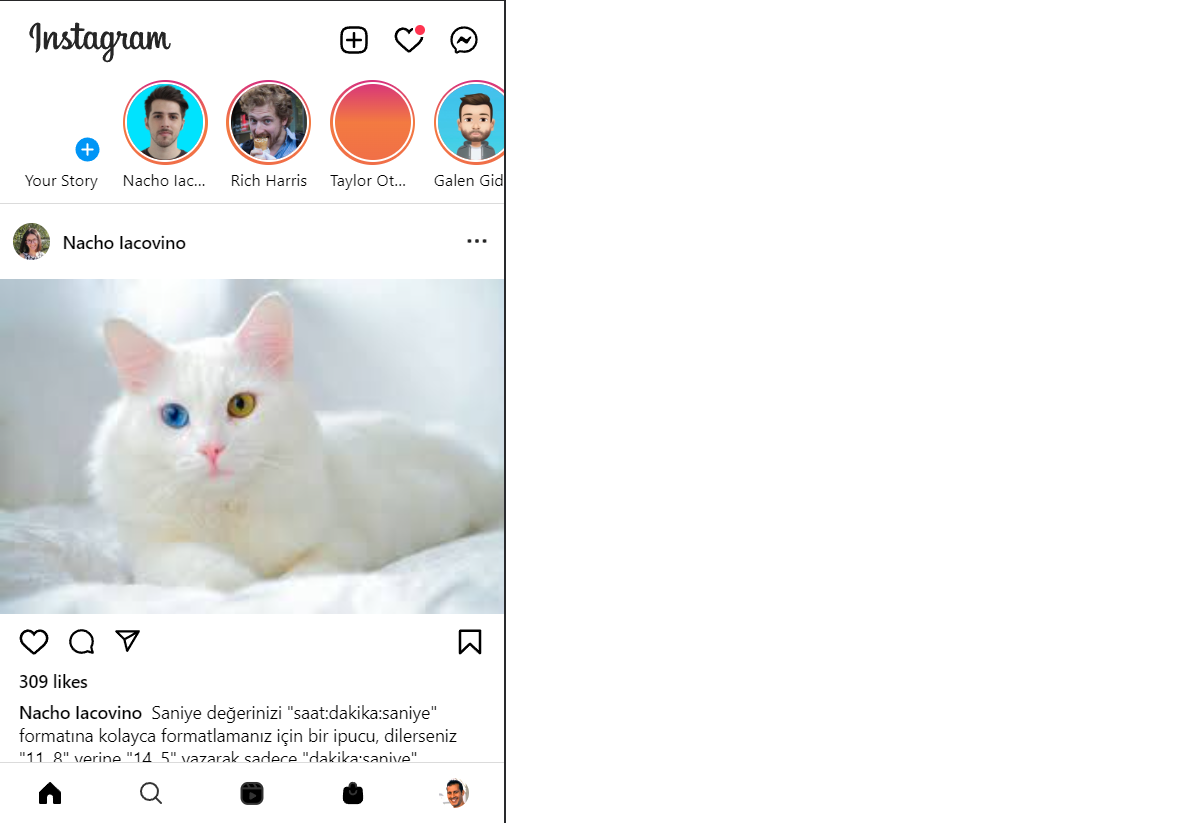 Instagram
Your Story
Nacho Iac...
Rich Harris
Taylor Ot...
Galen Gid
Nacho Iacovino
309 likes
Nacho Iacovino Saniye değerinizi "saat:dakika:saniye"
formatına kolayca formatlamanız için bir ipucu, dilerseniz
"11, 8" yerine "14, 5" yazarak sadece "dakika:saniye"